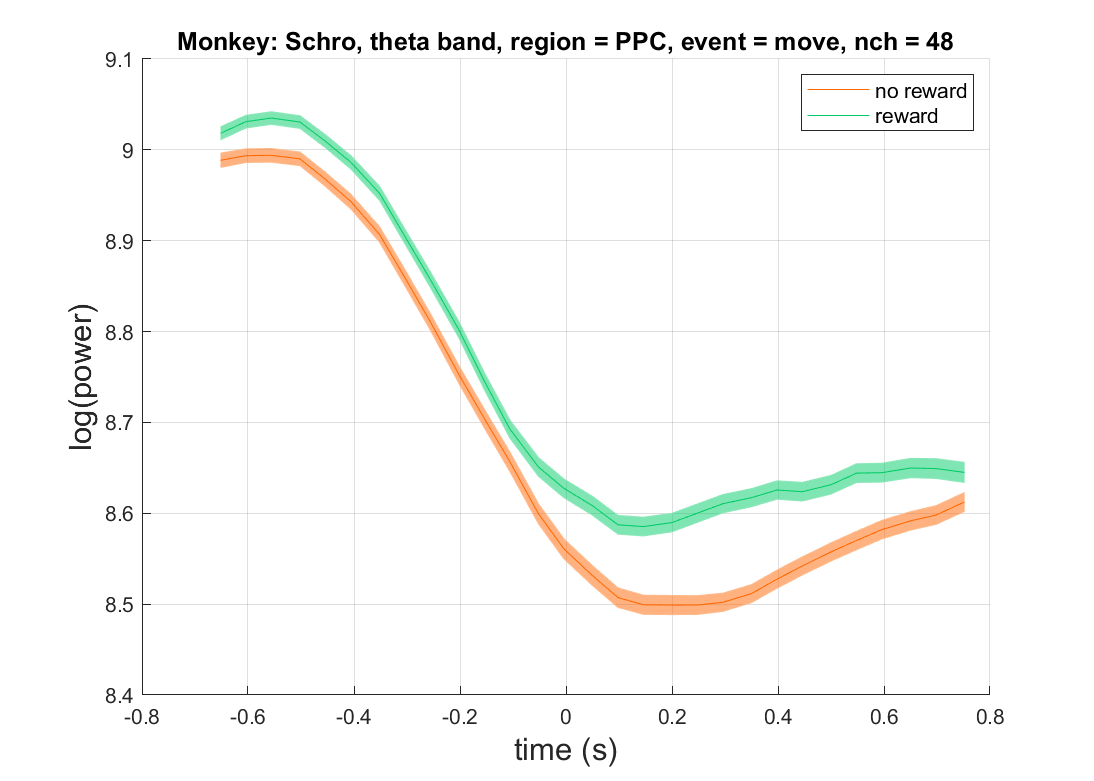 Monkey: Schro, theta band, region = PPC, event = move, nch = 48
no reward
reward
log(power)
9.1
9
8.9
8.8
8.7
8.6
8.5
8.4
-0.8 -0.6 -0.4 -0.2 0 0.2 0.4 0.6 0.8
time (s)